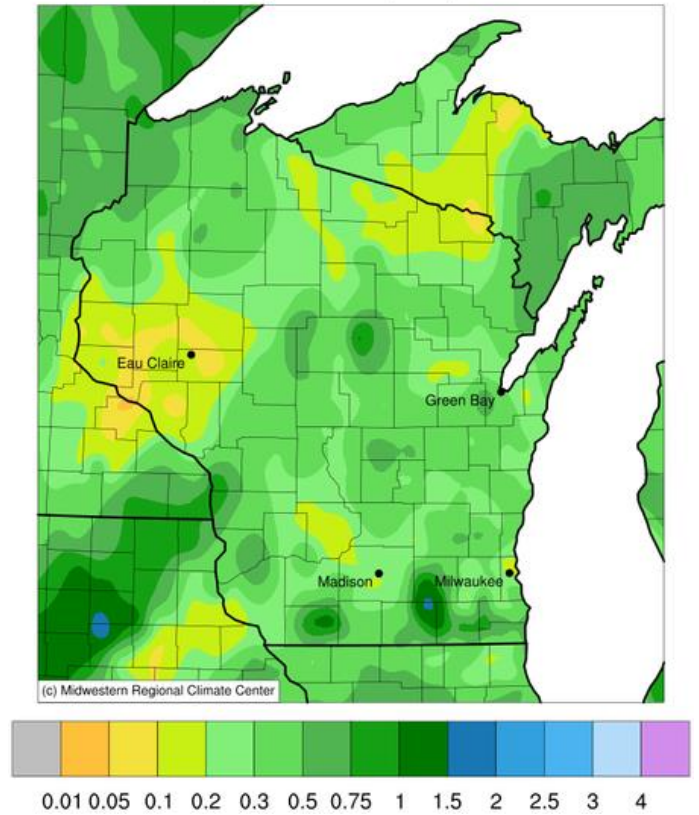 Eau Claire
Green Bay
Madison
Milwaukee
(c) Midwestern Regional Climate Center
0.01 0.05 0.1 0.2 0.3 0.5 0.75 1 1.5 2 2.5 3 4